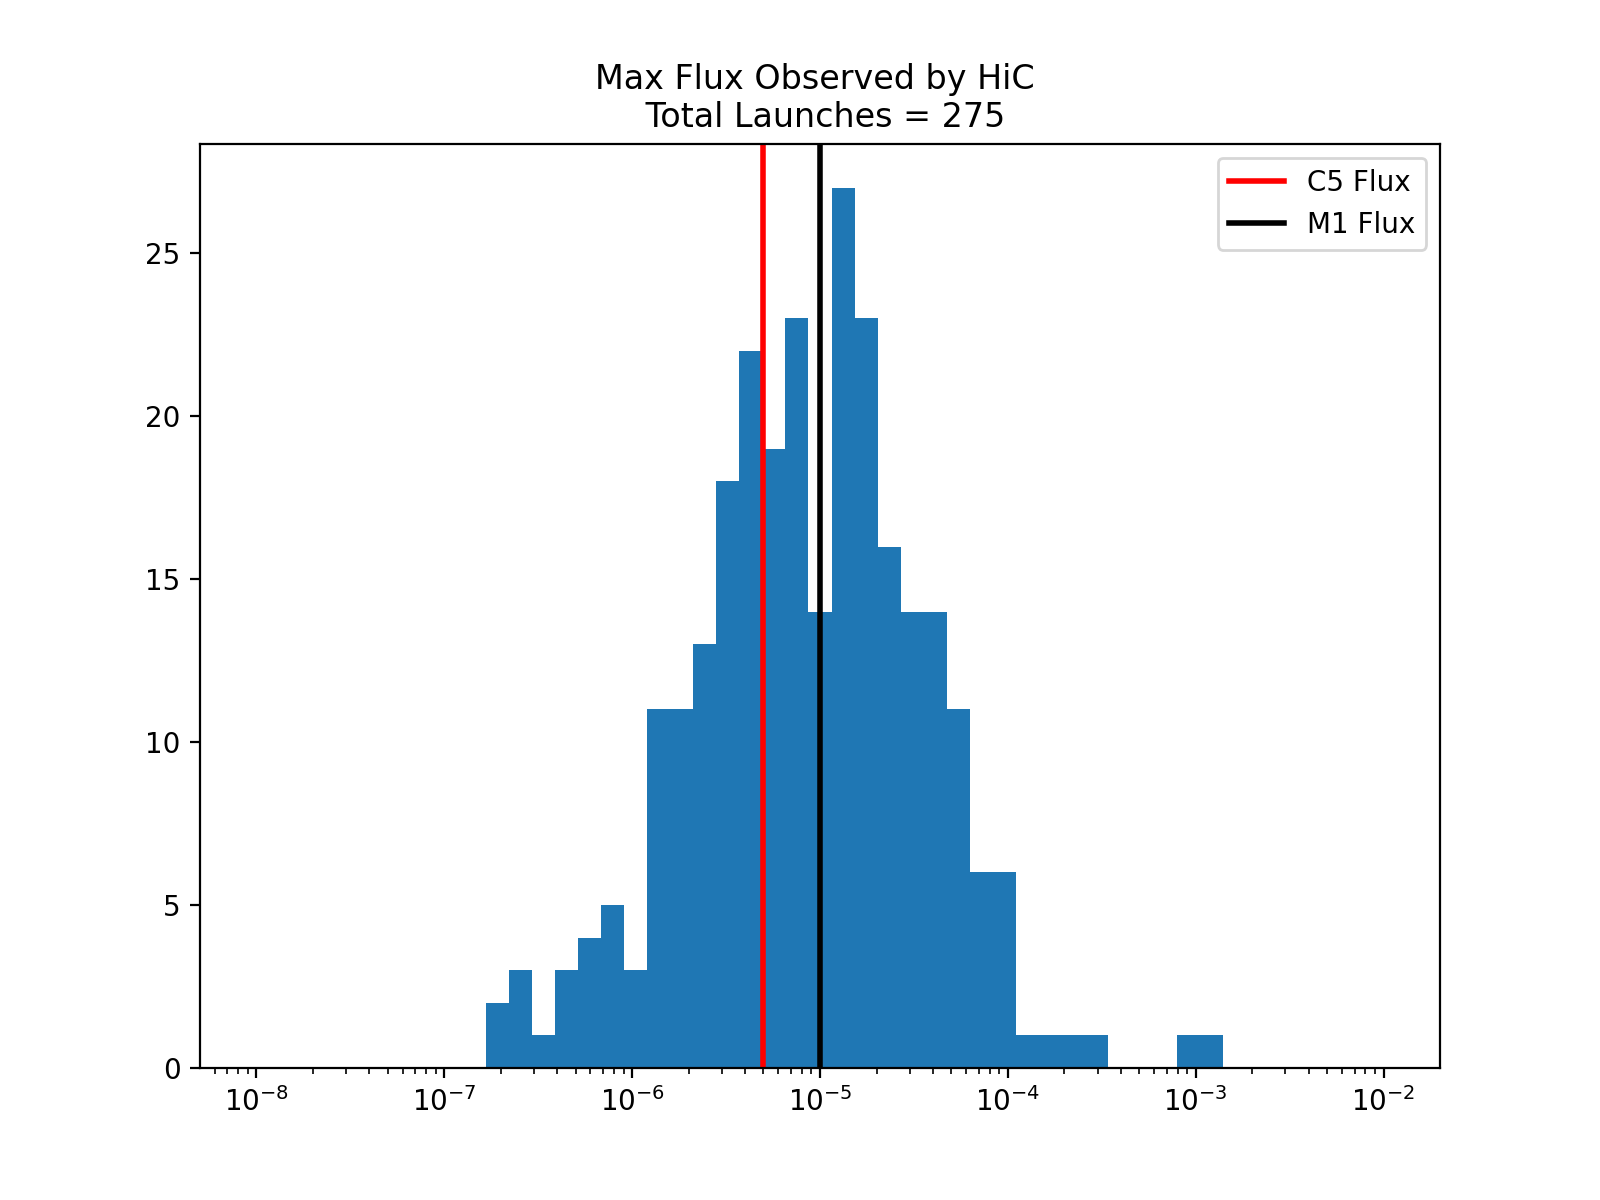 Max Flux Observed by HiC
Total Launches = 275
C5 Flux
M1 Flux
25
20
15
10
5
0
10⁻⁸ 10⁻⁷ 10⁻⁶ 10⁻⁵ 10⁻⁴ 10⁻³ 10⁻²